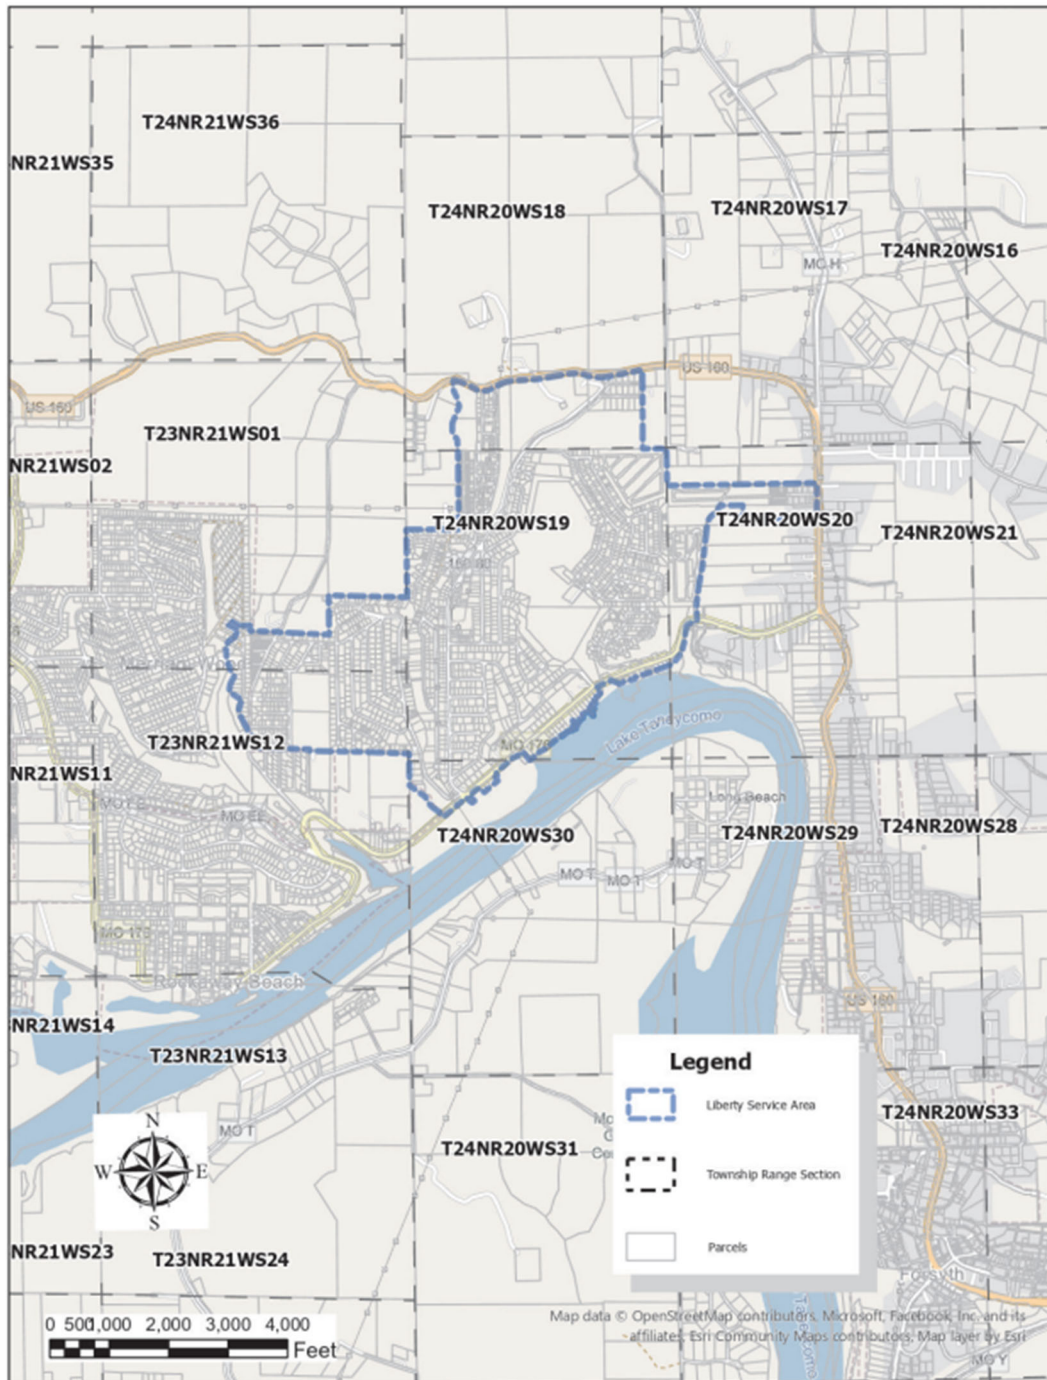 T24NR21WS36
NR21WS35
T24NR20WS18
T24NR20WS17
T24NR20WS16
MO H
US 160
US 160
T23NR21WS01
NR21WS02
T24NR20WS19
T24NR20WS20
T24NR20WS21
T23NR21WS12
NR21WS11
MO 176
Lake Taneycomo
MO EE
MO EE
Long Beach
T24NR20WS30
T24NR20WS29
T24NR20WS28
MO T
MO T
MO T
MO 176
Rockaway Beach
US 160
NR21WS14
T23NR21WS13
Legend
Liberty Service Area
Township Range Section
Parcels
MO T
T24NR20WS31
T24NR20WS33
N
W
E
S
NR21WS23
T23NR21WS24
Forsyth
0 500 1,000 2,000 3,000 4,000
Feet
Map data © OpenStreetMap contributors, Microsoft, Facebook, Inc. and its
affiliates, Esri Community Maps contributors, Map layer by Esri
MO Y